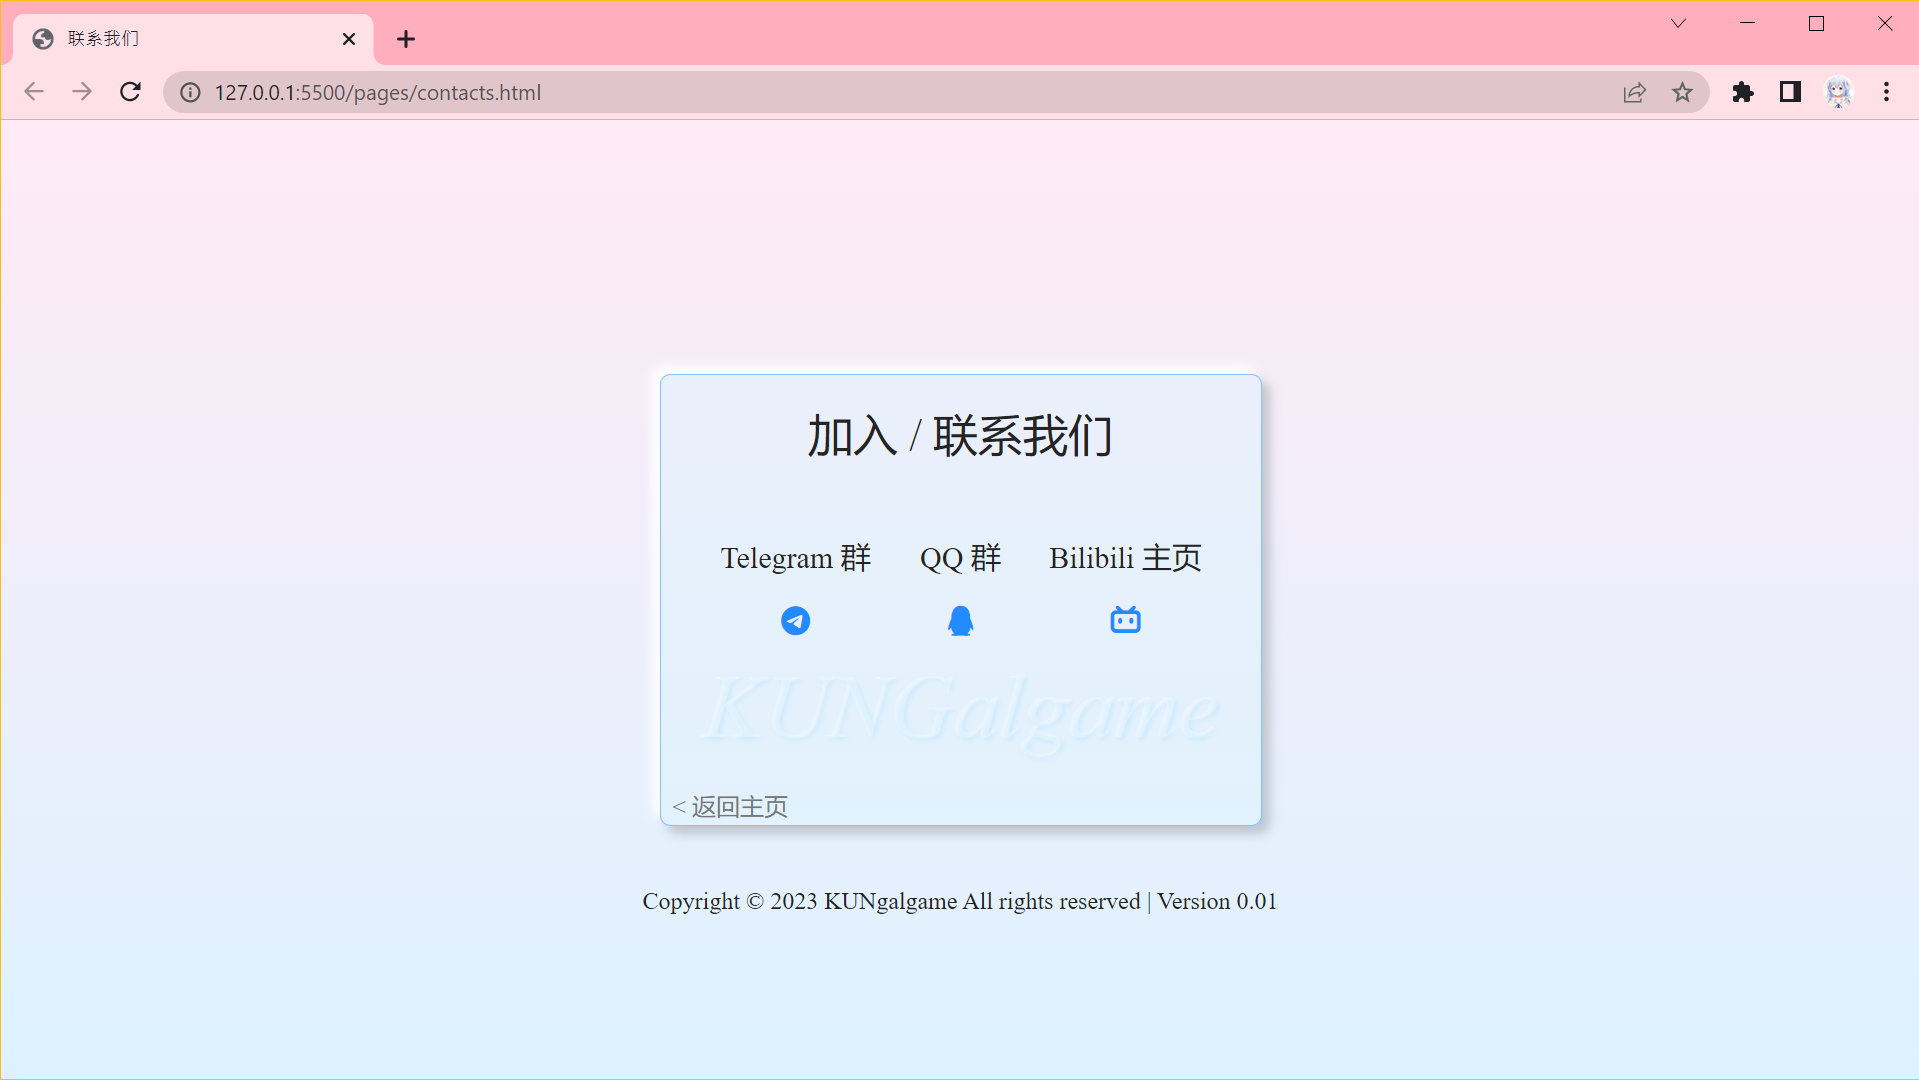 联系我们
127.0.0.1:5500/pages/contacts.html
加入 / 联系我们
Telegram 群 QQ 群 Bilibili 主页
KUNGalgame
< 返回主页
Copyright © 2023 KUNgalgame All rights reserved | Version 0.01